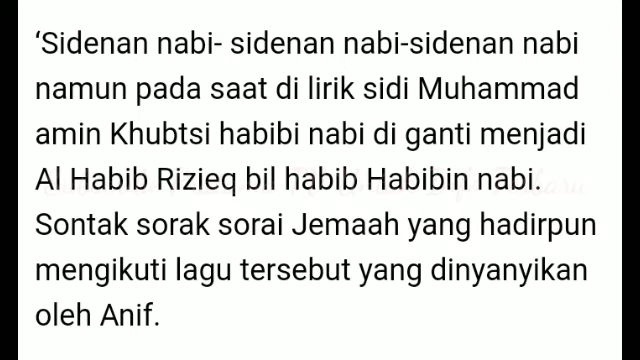 ‘Sidenan nabi- sidenan nabi-sidenan nabi
namun pada saat di lirik sidi Muhammad
amin Khubtsi habibi nabi di ganti menjadi
Al Habib Rizieq bil habib Habibin nabi.
Sontak sorak sorai Jemaah yang hadirpun
mengikuti lagu tersebut yang dinyanyikan
oleh Anif.